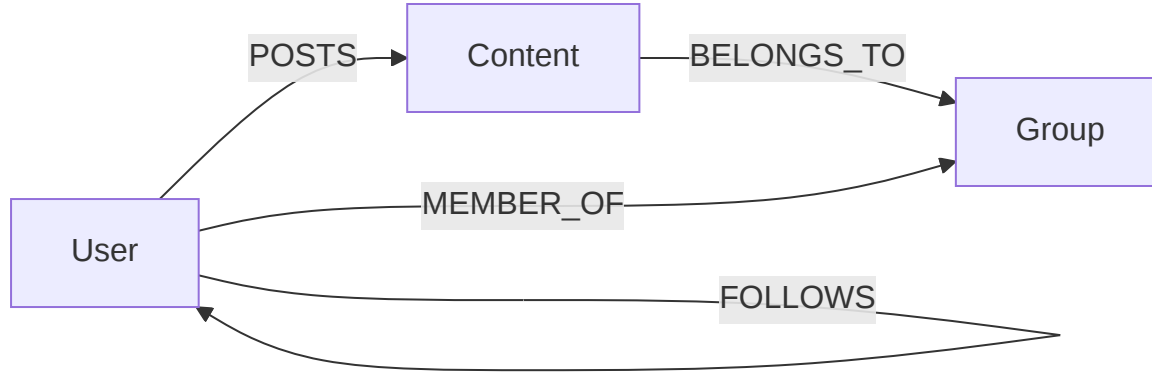 POSTS
Content
BELONGS_TO
Group
MEMBER_OF
User
FOLLOWS